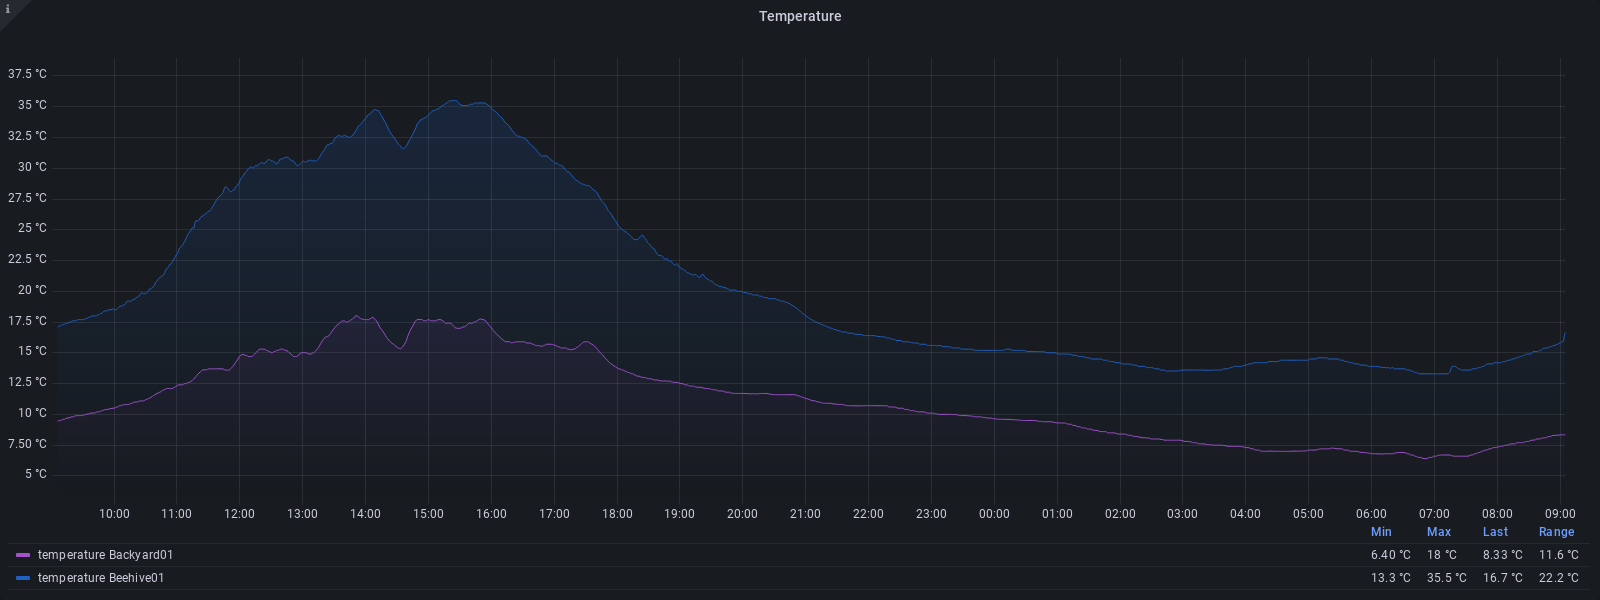 i
Temperature
37.5 °C
35 °C
32.5 °C
30 °C
27.5 °C
25 °C
22.5 °C
20 °C
17.5 °C
15 °C
12.5 °C
10 °C
7.50 °C
5 °C
10:00 11:00 12:00 13:00 14:00 15:00 16:00 17:00 18:00 19:00 20:00 21:00 22:00 23:00 00:00 01:00 02:00 03:00 04:00 05:00 06:00 07:00 08:00 09:00
Min Max Last Range
temperature Backyard01 6.40 °C 18 °C 8.33 °C 11.6 °C
temperature Beehive01 13.3 °C 35.5 °C 16.7 °C 22.2 °C